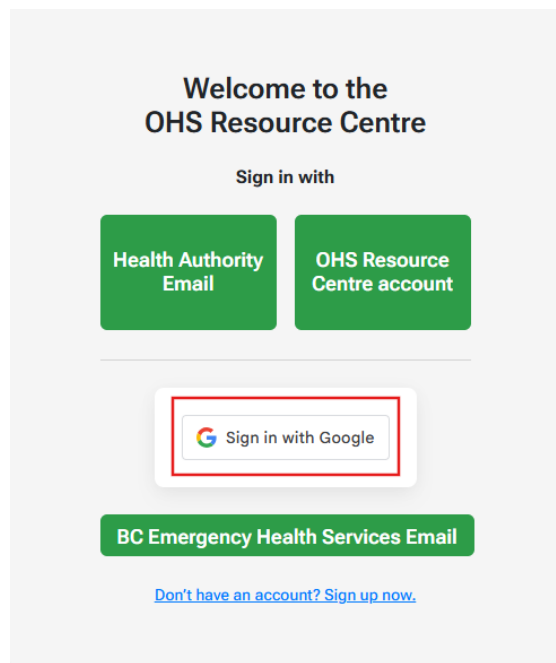 Welcome to the
OHS Resource Centre
Sign in with
Health Authority
Email
OHS Resource
Centre account
Sign in with Google
BC Emergency Health Services Email
Don't have an account? Sign up now.